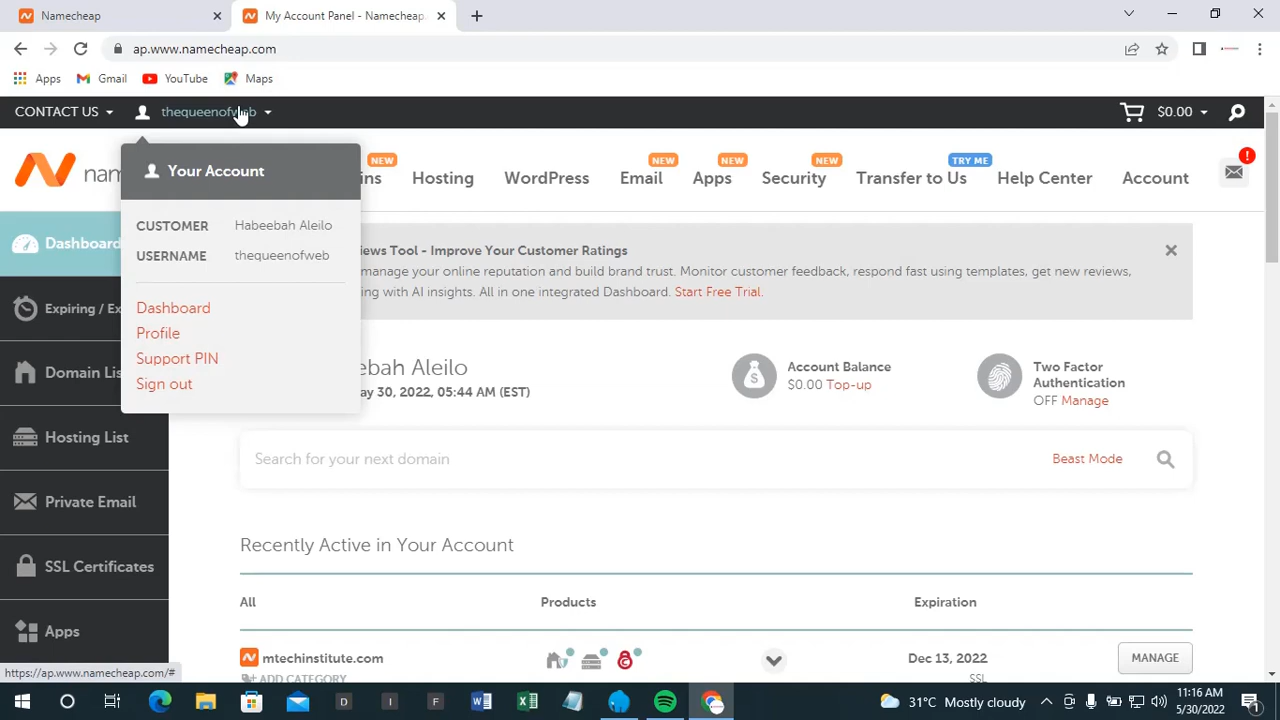 Namecheap
My Account Panel - Namecheap.
ap.www.namecheap.com
Apps
Gmail
YouTube
Maps
CONTACT US
thequeenofweb
$0.00
Your Account
CUSTOMER Habeebah Aleilo
USERNAME thequeenofweb
Dashboard
Profile
Support PIN
Sign out
NEW
NEW
NEW
NEW
TRY ME
Hosting
WordPress
Email
Apps
Security
Transfer to Us
Help Center
Account
!
Dashboard
Expiring / Ex
Domain Lis
Hosting List
Private Email
SSL Certificates
Apps
iews Tool - Improve Your Customer Ratings
manage your online reputation and build brand trust. Monitor customer feedback, respond fast using templates, get new reviews,
ing with AI insights. All in one integrated Dashboard. Start Free Trial.
ebah Aleilo
ay 30, 2022, 05:44 AM (EST)
Account Balance
$0.00 Top-up
Two Factor
Authentication
OFF Manage
Search for your next domain
Beast Mode
Recently Active in Your Account
All Products Expiration
mtechinstitute.com
Dec 13, 2022
MANAGE
ADD CATEGORY
SSL
https://ap.www.namecheap.com/#
31°C Mostly cloudy
11:16 AM
5/30/2022